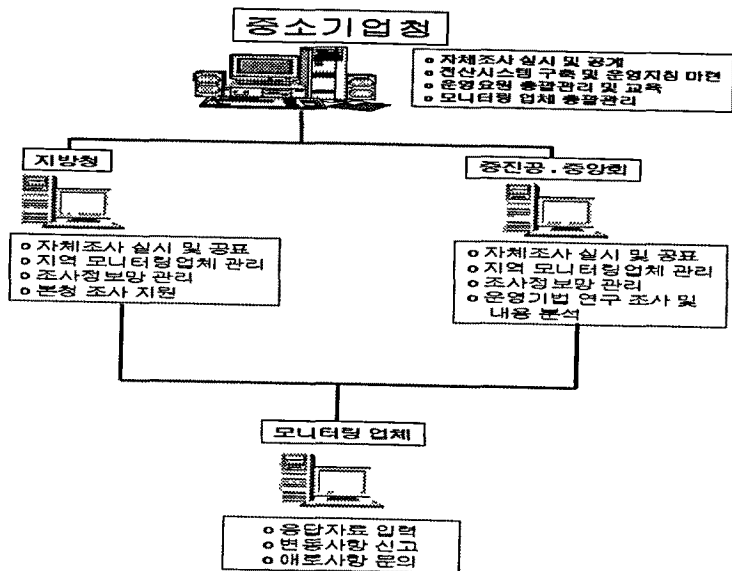 중소기업청
o 자체조사 실시 및 공개
o 전산시스템 구축 및 운영지침 마련
o 운영요원 총괄관리 및 교육
o 모니터링 업체 총괄관리
지방청
o 자체조사 실시 및 공표
o 지역 모니터링업체 관리
o 조사정보망 관리
o 본청 조사 지원
중진공 . 중앙회
o 자체조사 실시 및 공표
o 지역 모니터링업체 관리
o 조사정보망 관리
o 운영기법 연구 조사 및
내용 분석
모니터링 업체
o 응답자료 입력
o 변동사항 신고
o 애로사항 문의